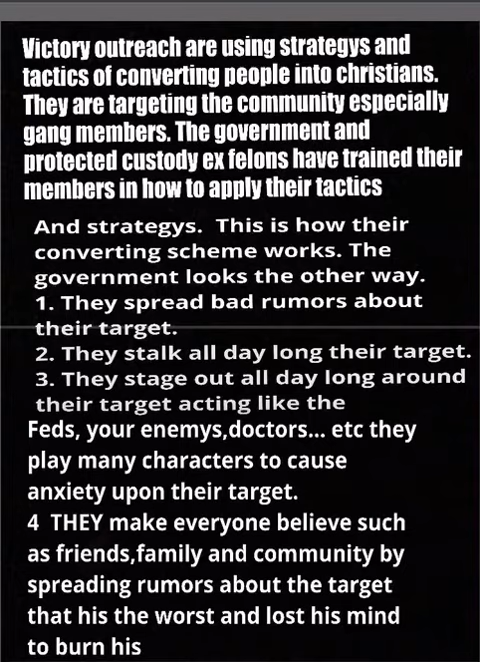 Victory outreach are using strategys and
tactics of converting people into christians.
They are targeting the community especially
gang members. The government and
protected custody ex felons have trained their
members in how to apply their tactics
And strategys. This is how their
converting scheme works. The
government looks the other way.
1. They spread bad rumors about
their target.
2. They stalk all day long their target.
3. They stage out all day long around
their target acting like the
Feds, your enemys,doctors... etc they
play many characters to cause
anxiety upon their target.
4 THEY make everyone believe such
as friends,family and community by
spreading rumors about the target
that his the worst and lost his mind
to burn his